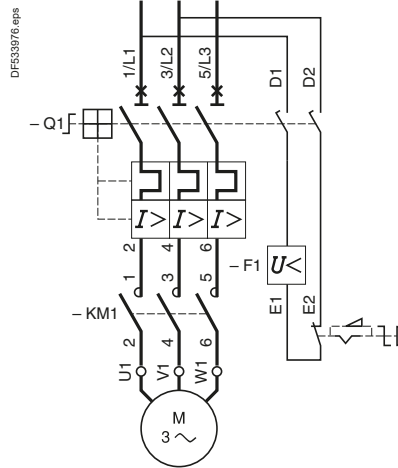 DF533976.eps
1/L1
3/L2
5/L3
D1
D2
– Q1
I>
I>
I>
2
4
6
– F1
U<
1
3
5
E1
E2
– KM1
2
4
6
U1
V1
W1
M
3 ~